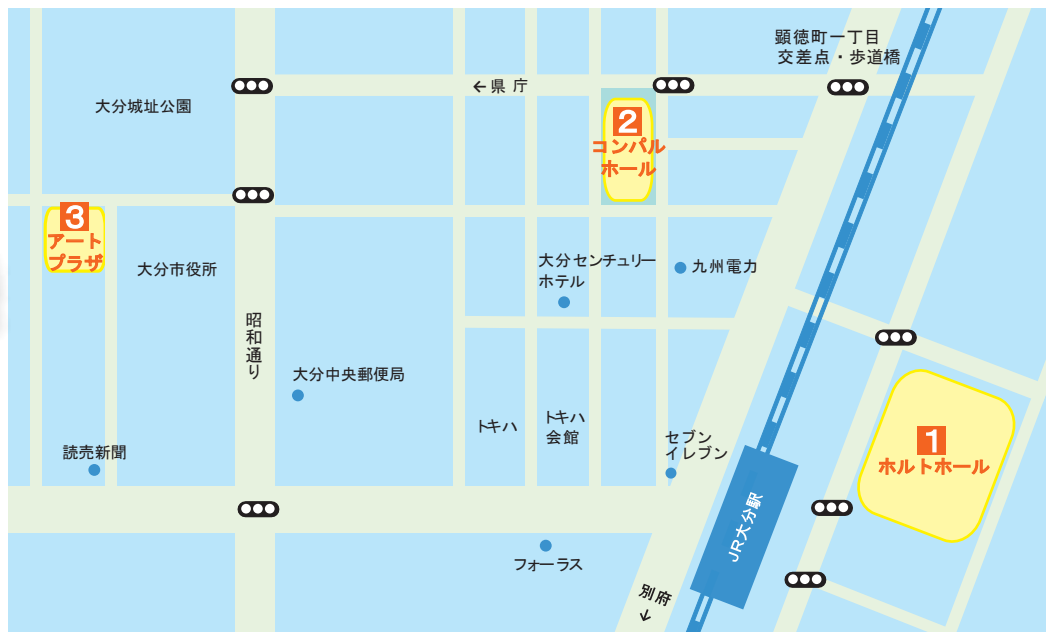 顕徳町一丁目
交差点・歩道橋
←県庁
大分城址公園
2
コンパル
ホール
3
アート
プラザ
大分市役所
大分センチュリー
ホテル
九州電力
昭和通り
大分中央郵便局
トキハ
トキハ
会館
セブン
イレブン
1
ホルトホール
読売新聞
JR大分駅
フォーラス
別府
↓